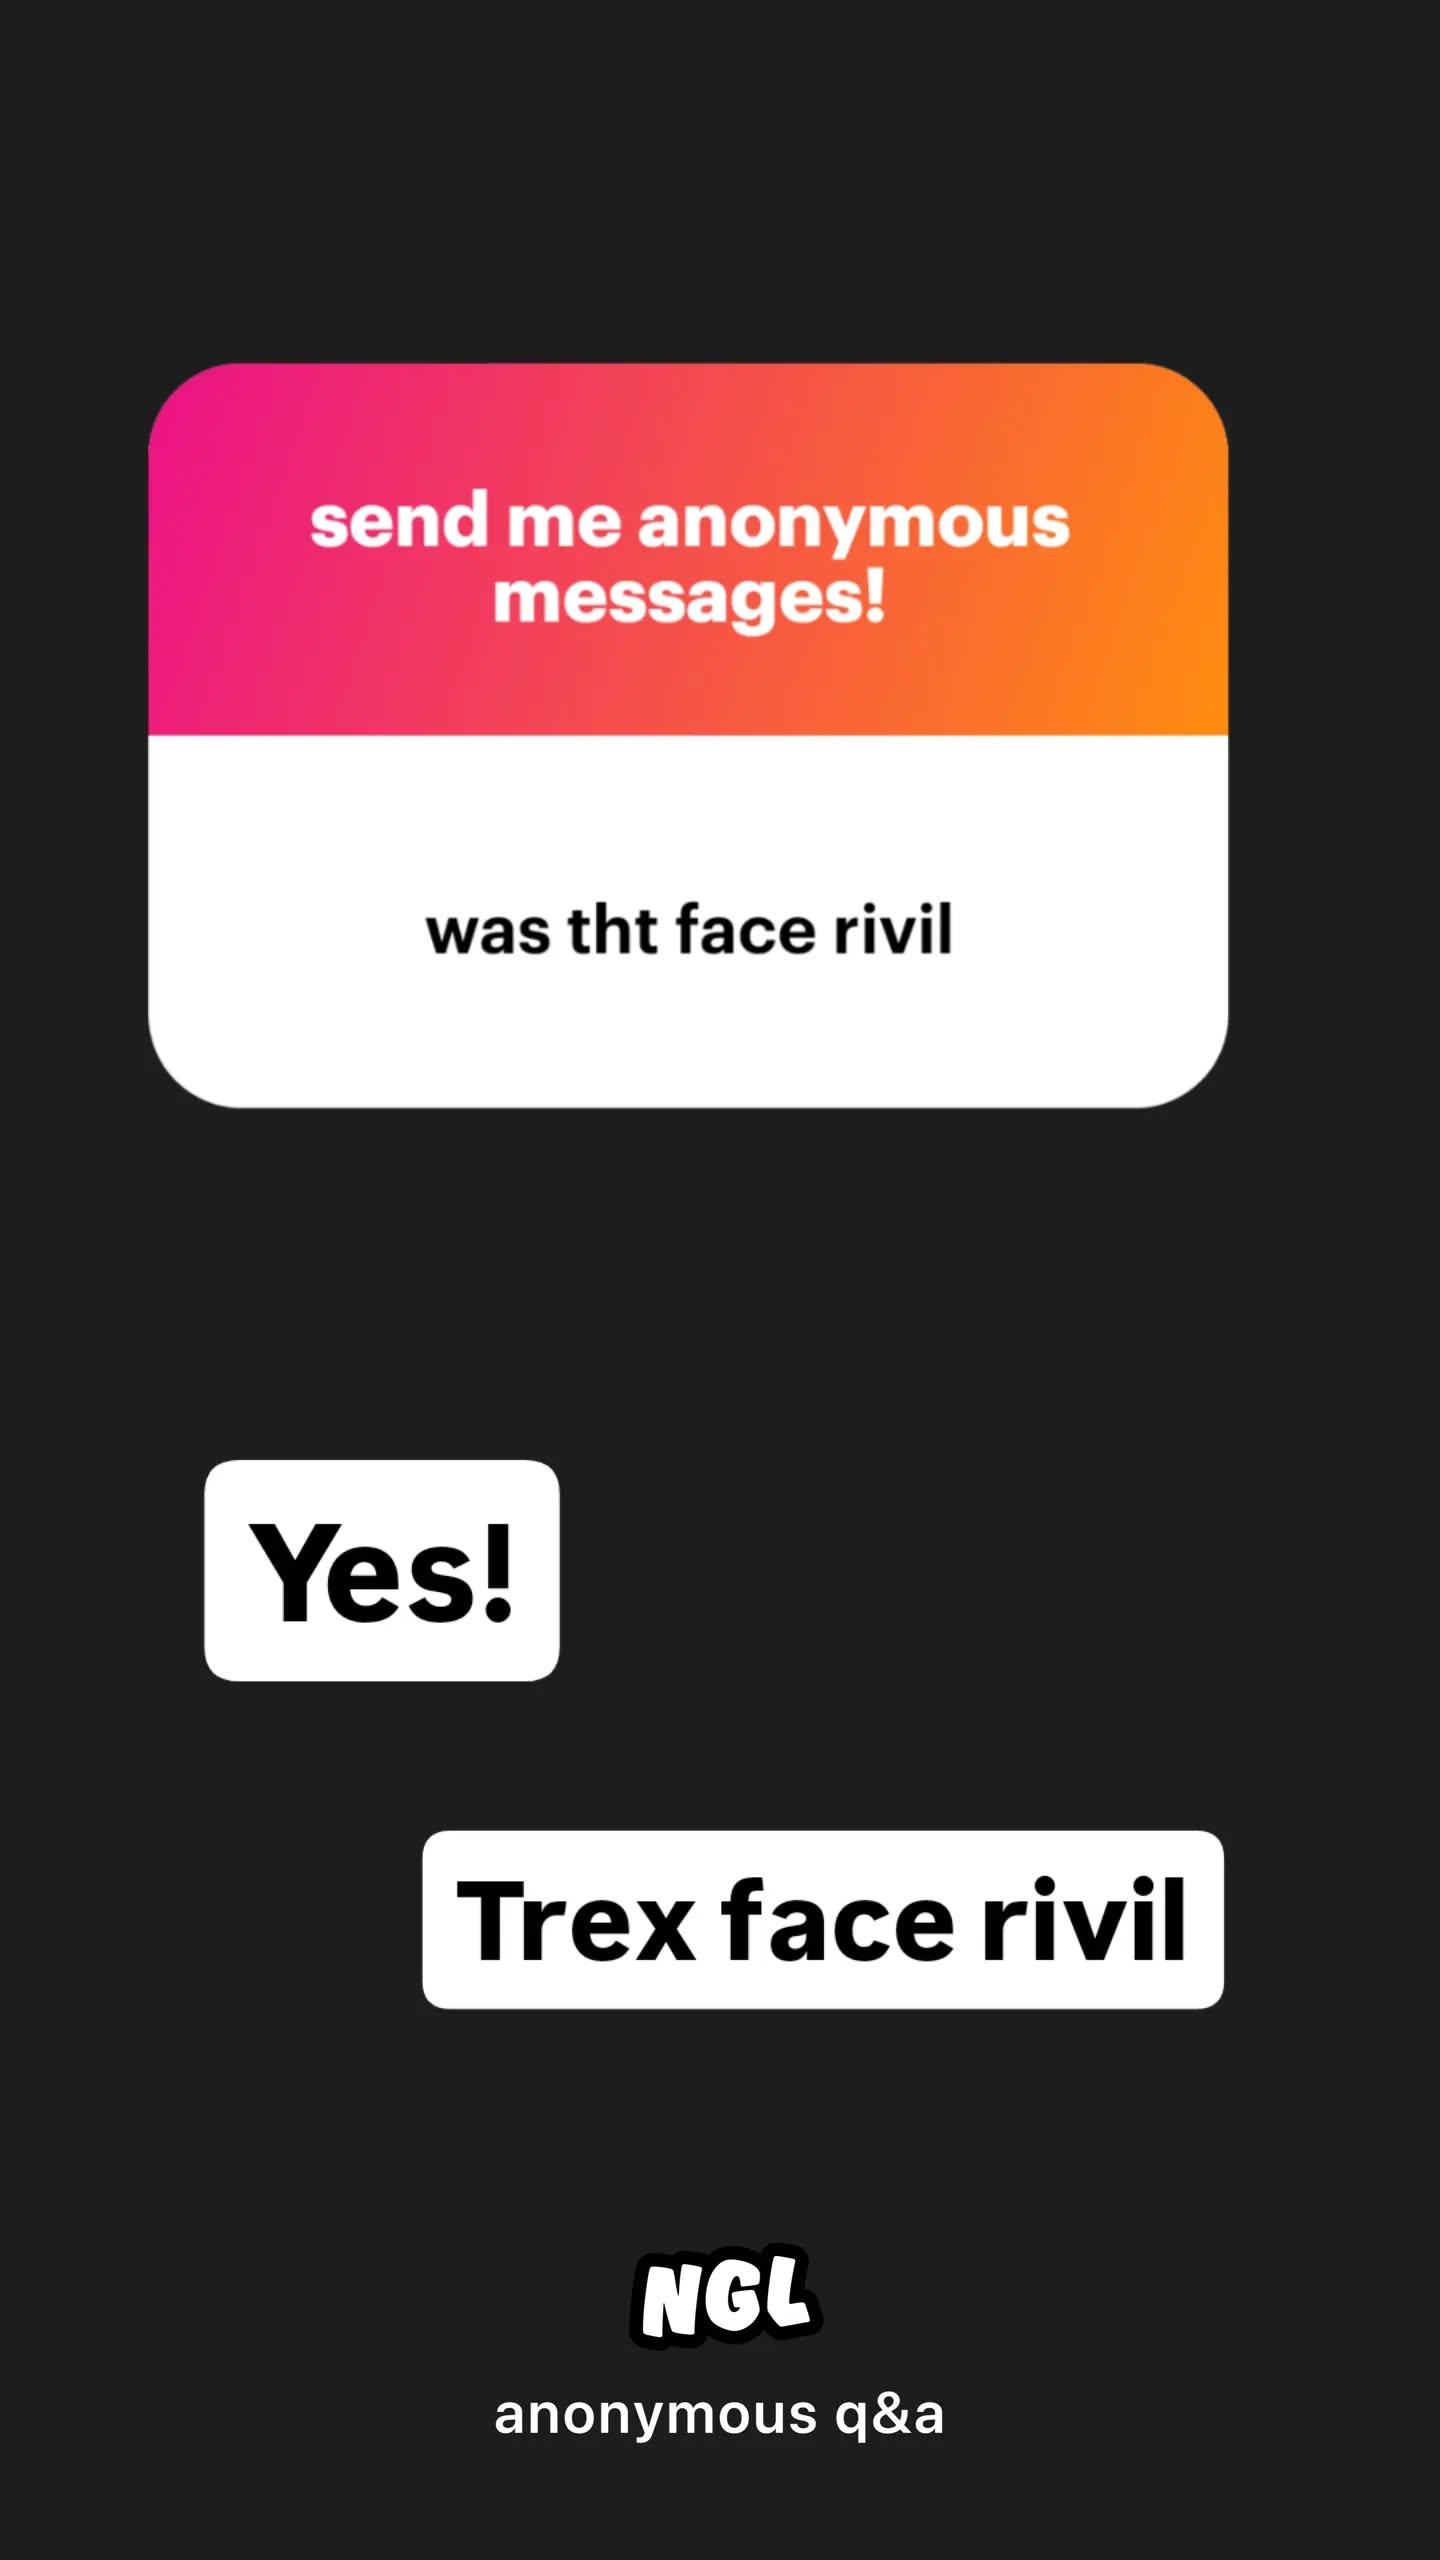 send me anonymous
messages!
was tht face rivil
Yes!
Trex face rivil
NGL
anonymous q&a